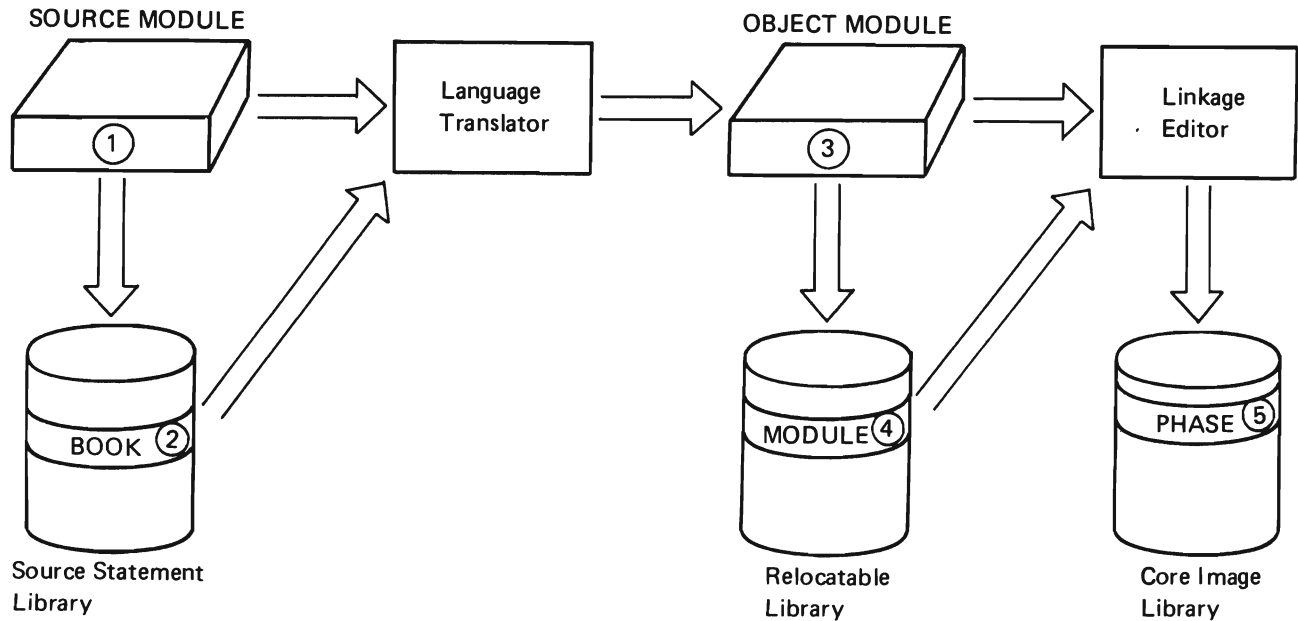 SOURCE MODULE
OBJECT MODULE
Language
Translator
Linkage
Editor
1
3
BOOK 2
MODULE 4
PHASE 5
Source Statement
Library
Relocatable
Library
Core Image
Library